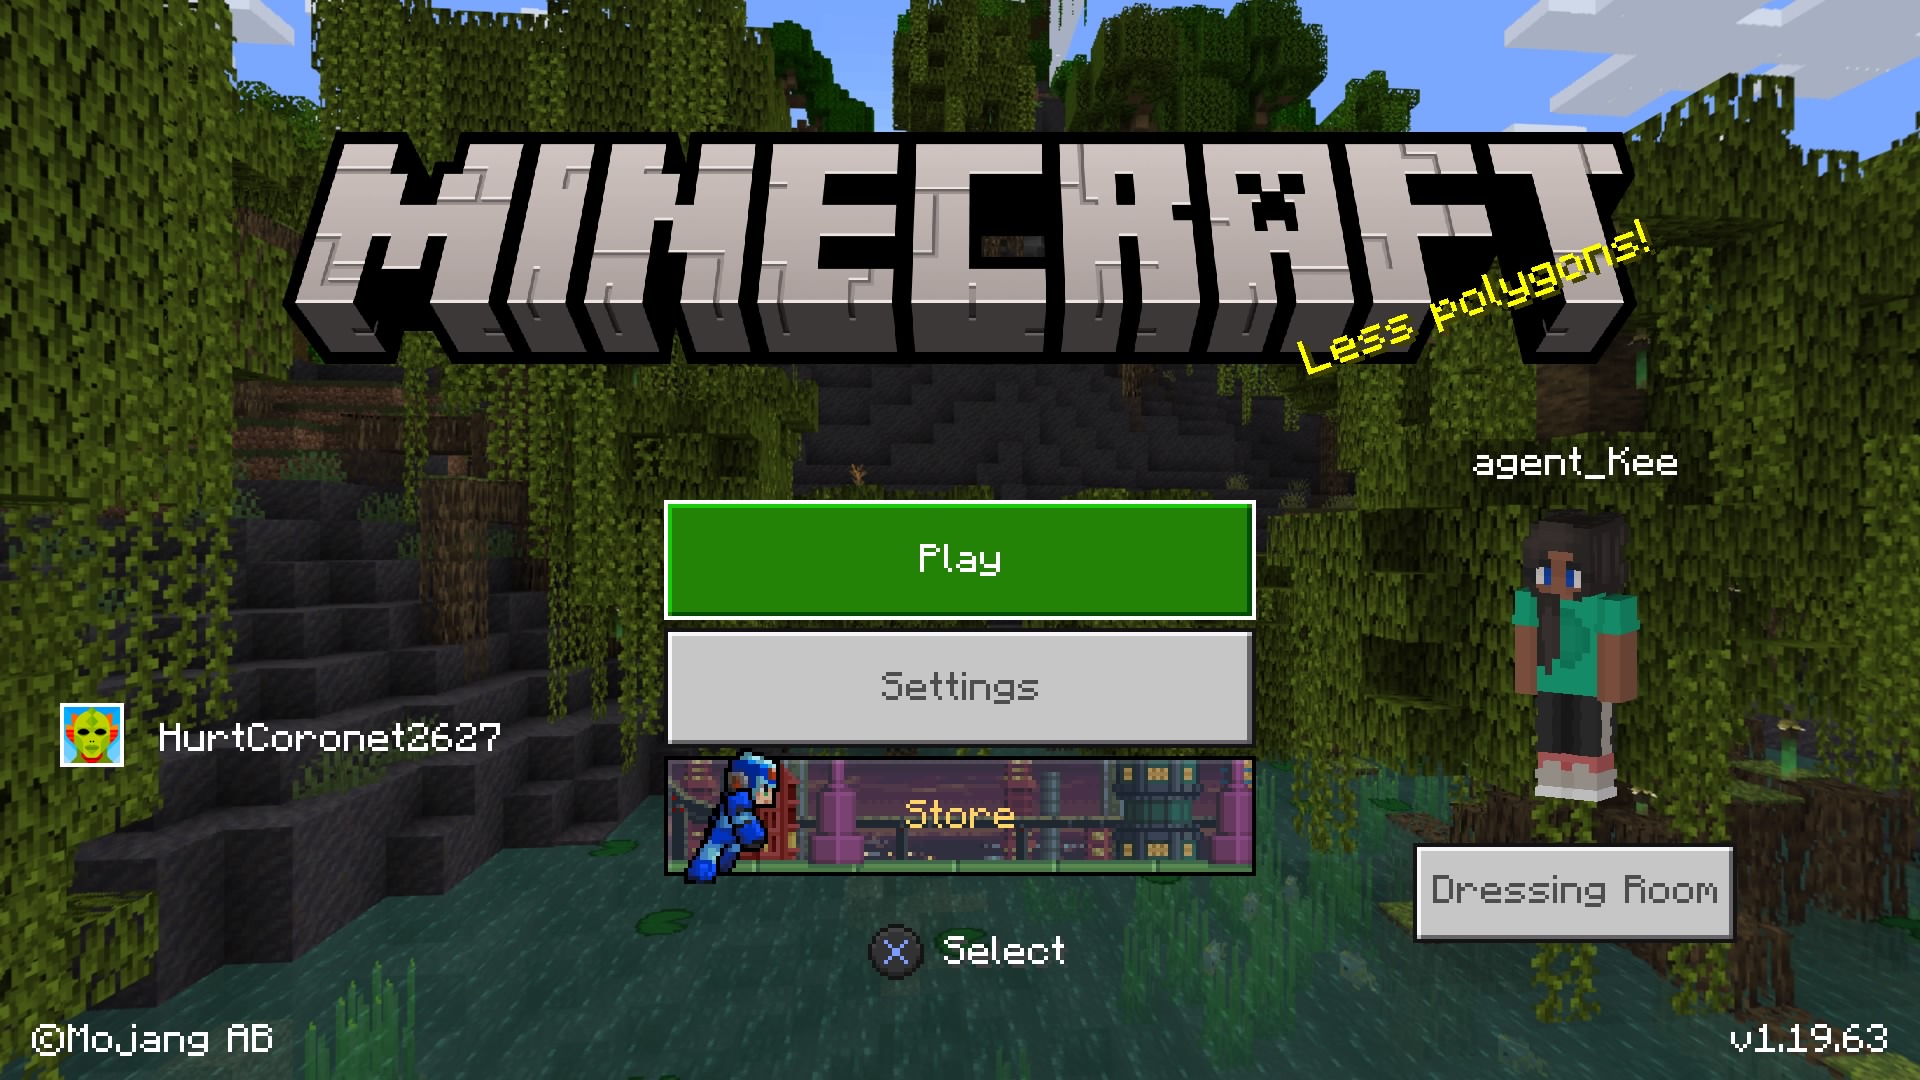 MINECRAFT
Less polygons!
agent_Kee
Play
Settings
HurtCoronet2627
Store
Dressing Room
Select
©Mojang AB
v1.19.63